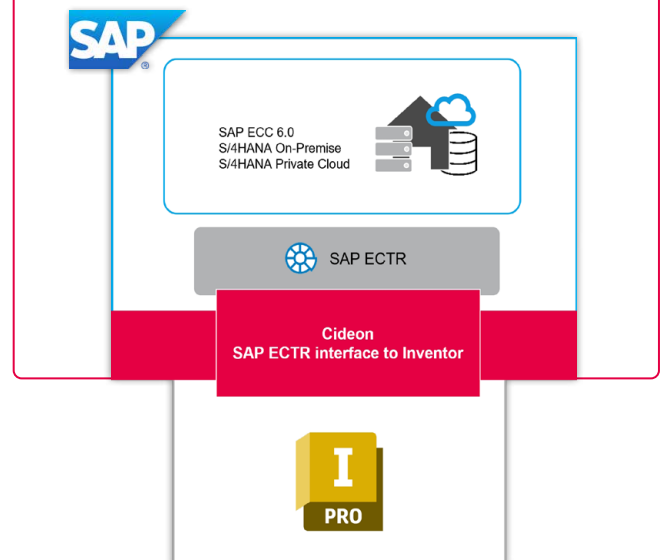 SAP
®
SAP ECC 6.0
S/4HANA On-Premise
S/4HANA Private Cloud
SAP ECTR
Cideon
SAP ECTR interface to Inventor
I
PRO